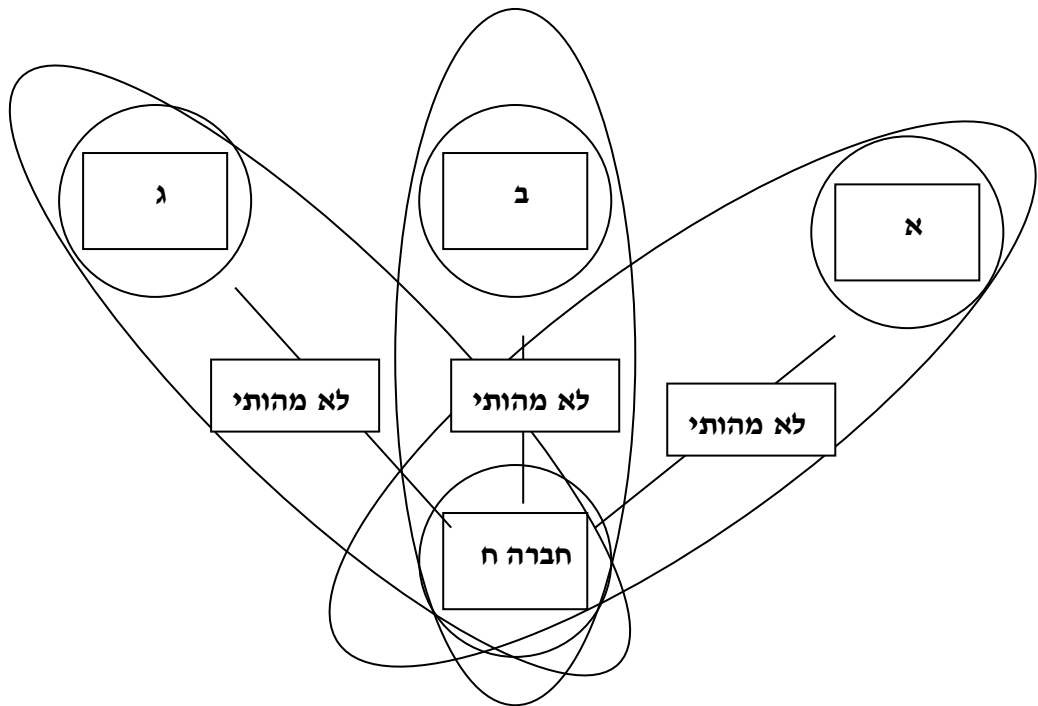 א
ב
ג
לא מהותי
לא מהותי
לא מהותי
חברה ח